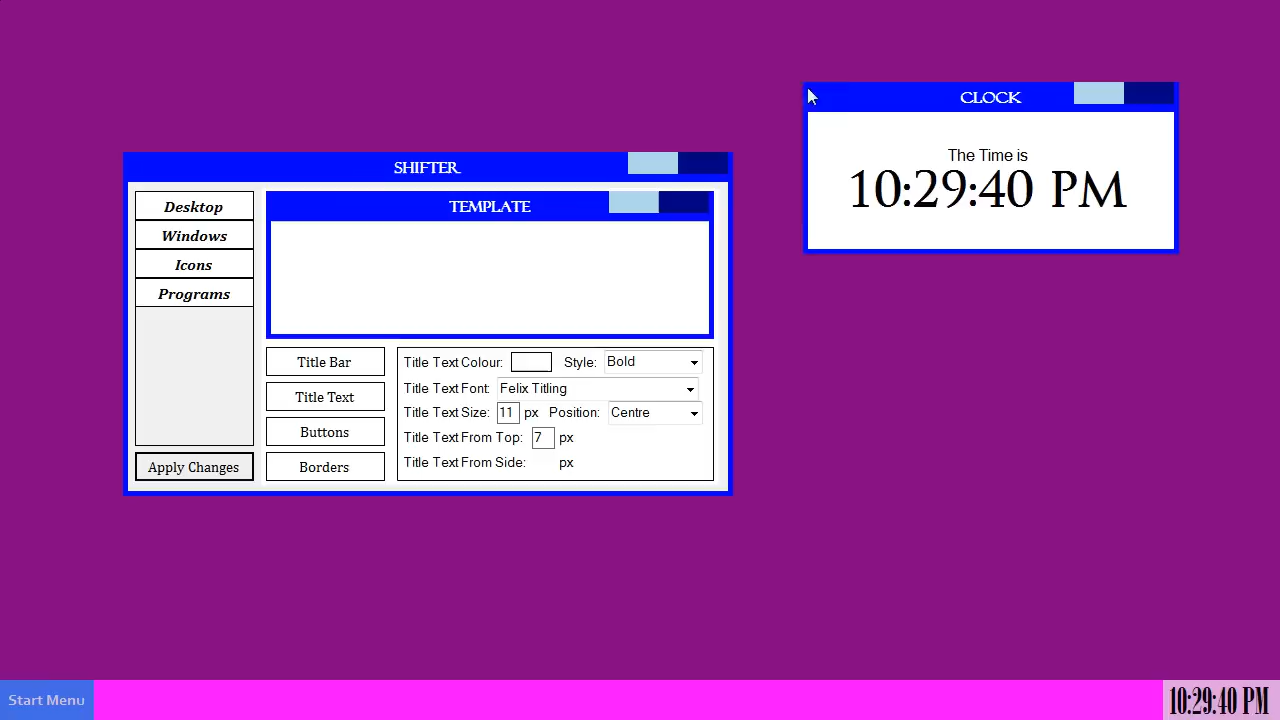 CLOCK
The Time is
10:29:40 PM
SHIFTER
Desktop
Windows
Icons
Programs
Apply Changes
TEMPLATE
Title Bar
Title Text
Buttons
Borders
Title Text Colour: Style: Bold
Title Text Font: Felix Titling
Title Text Size: 11 px Position: Centre
Title Text From Top: 7 px
Title Text From Side: px
Start Menu
10:29:40 PM